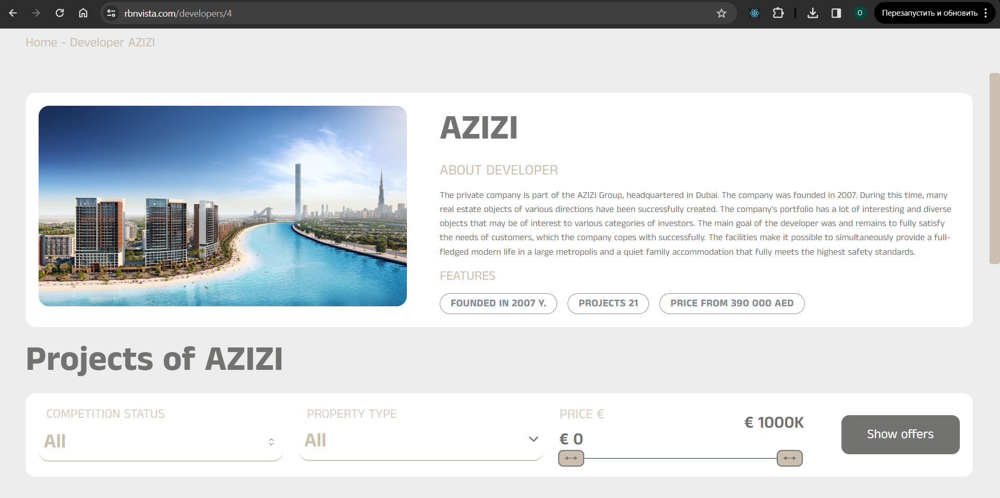 rbnvista.com/developers/4
O
Перезапустить и обновить
Home - Developer AZIZI
AZIZI
ABOUT DEVELOPER
The private company is part of the AZIZI Group, headquartered in Dubai. The company was founded in 2007. During this time, many
real estate objects of various directions have been successfully created. The company's portfolio has a lot of interesting and diverse
objects that may be of interest to various categories of investors. The main goal of the developer was and remains to fully satisfy
the needs of customers, which the company copes with successfully. The facilities make it possible to simultaneously provide a full-
fledged modern life in a large metropolis and a quiet family accommodation that fully meets the highest safety standards.
FEATURES
FOUNDED IN 2007 Y. PROJECTS 21 PRICE FROM 390 000 AED
Projects of AZIZI
COMPETITION STATUS PROPERTY TYPE PRICE €
All All € 0 € 1000K
Show offers